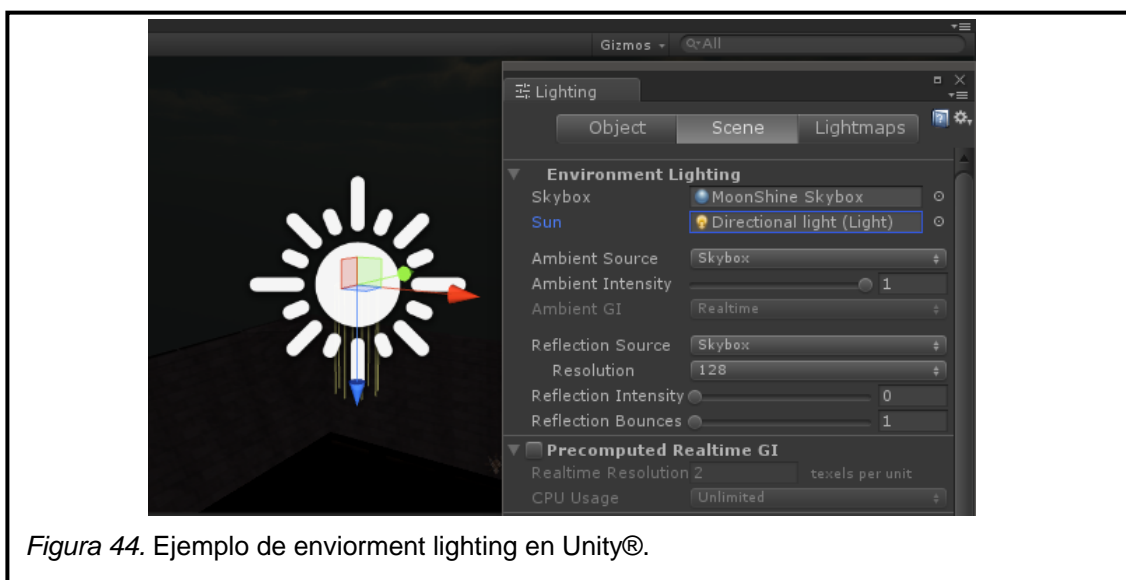 Gizmos All
Lighting
Object Scene Lightmaps
Environment Lighting
Skybox MoonShine Skybox
Sun Directional light (Light)
Ambient Source Skybox
Ambient Intensity 1
Ambient GI Realtime
Reflection Source Skybox
Resolution 128
Reflection Intensity 0
Reflection Bounces 1
Precomputed Realtime GI
Realtime Resolution 2 texels per unit
CPU Usage Unlimited
Figura 44. Ejemplo de enviorment lighting en Unity®.